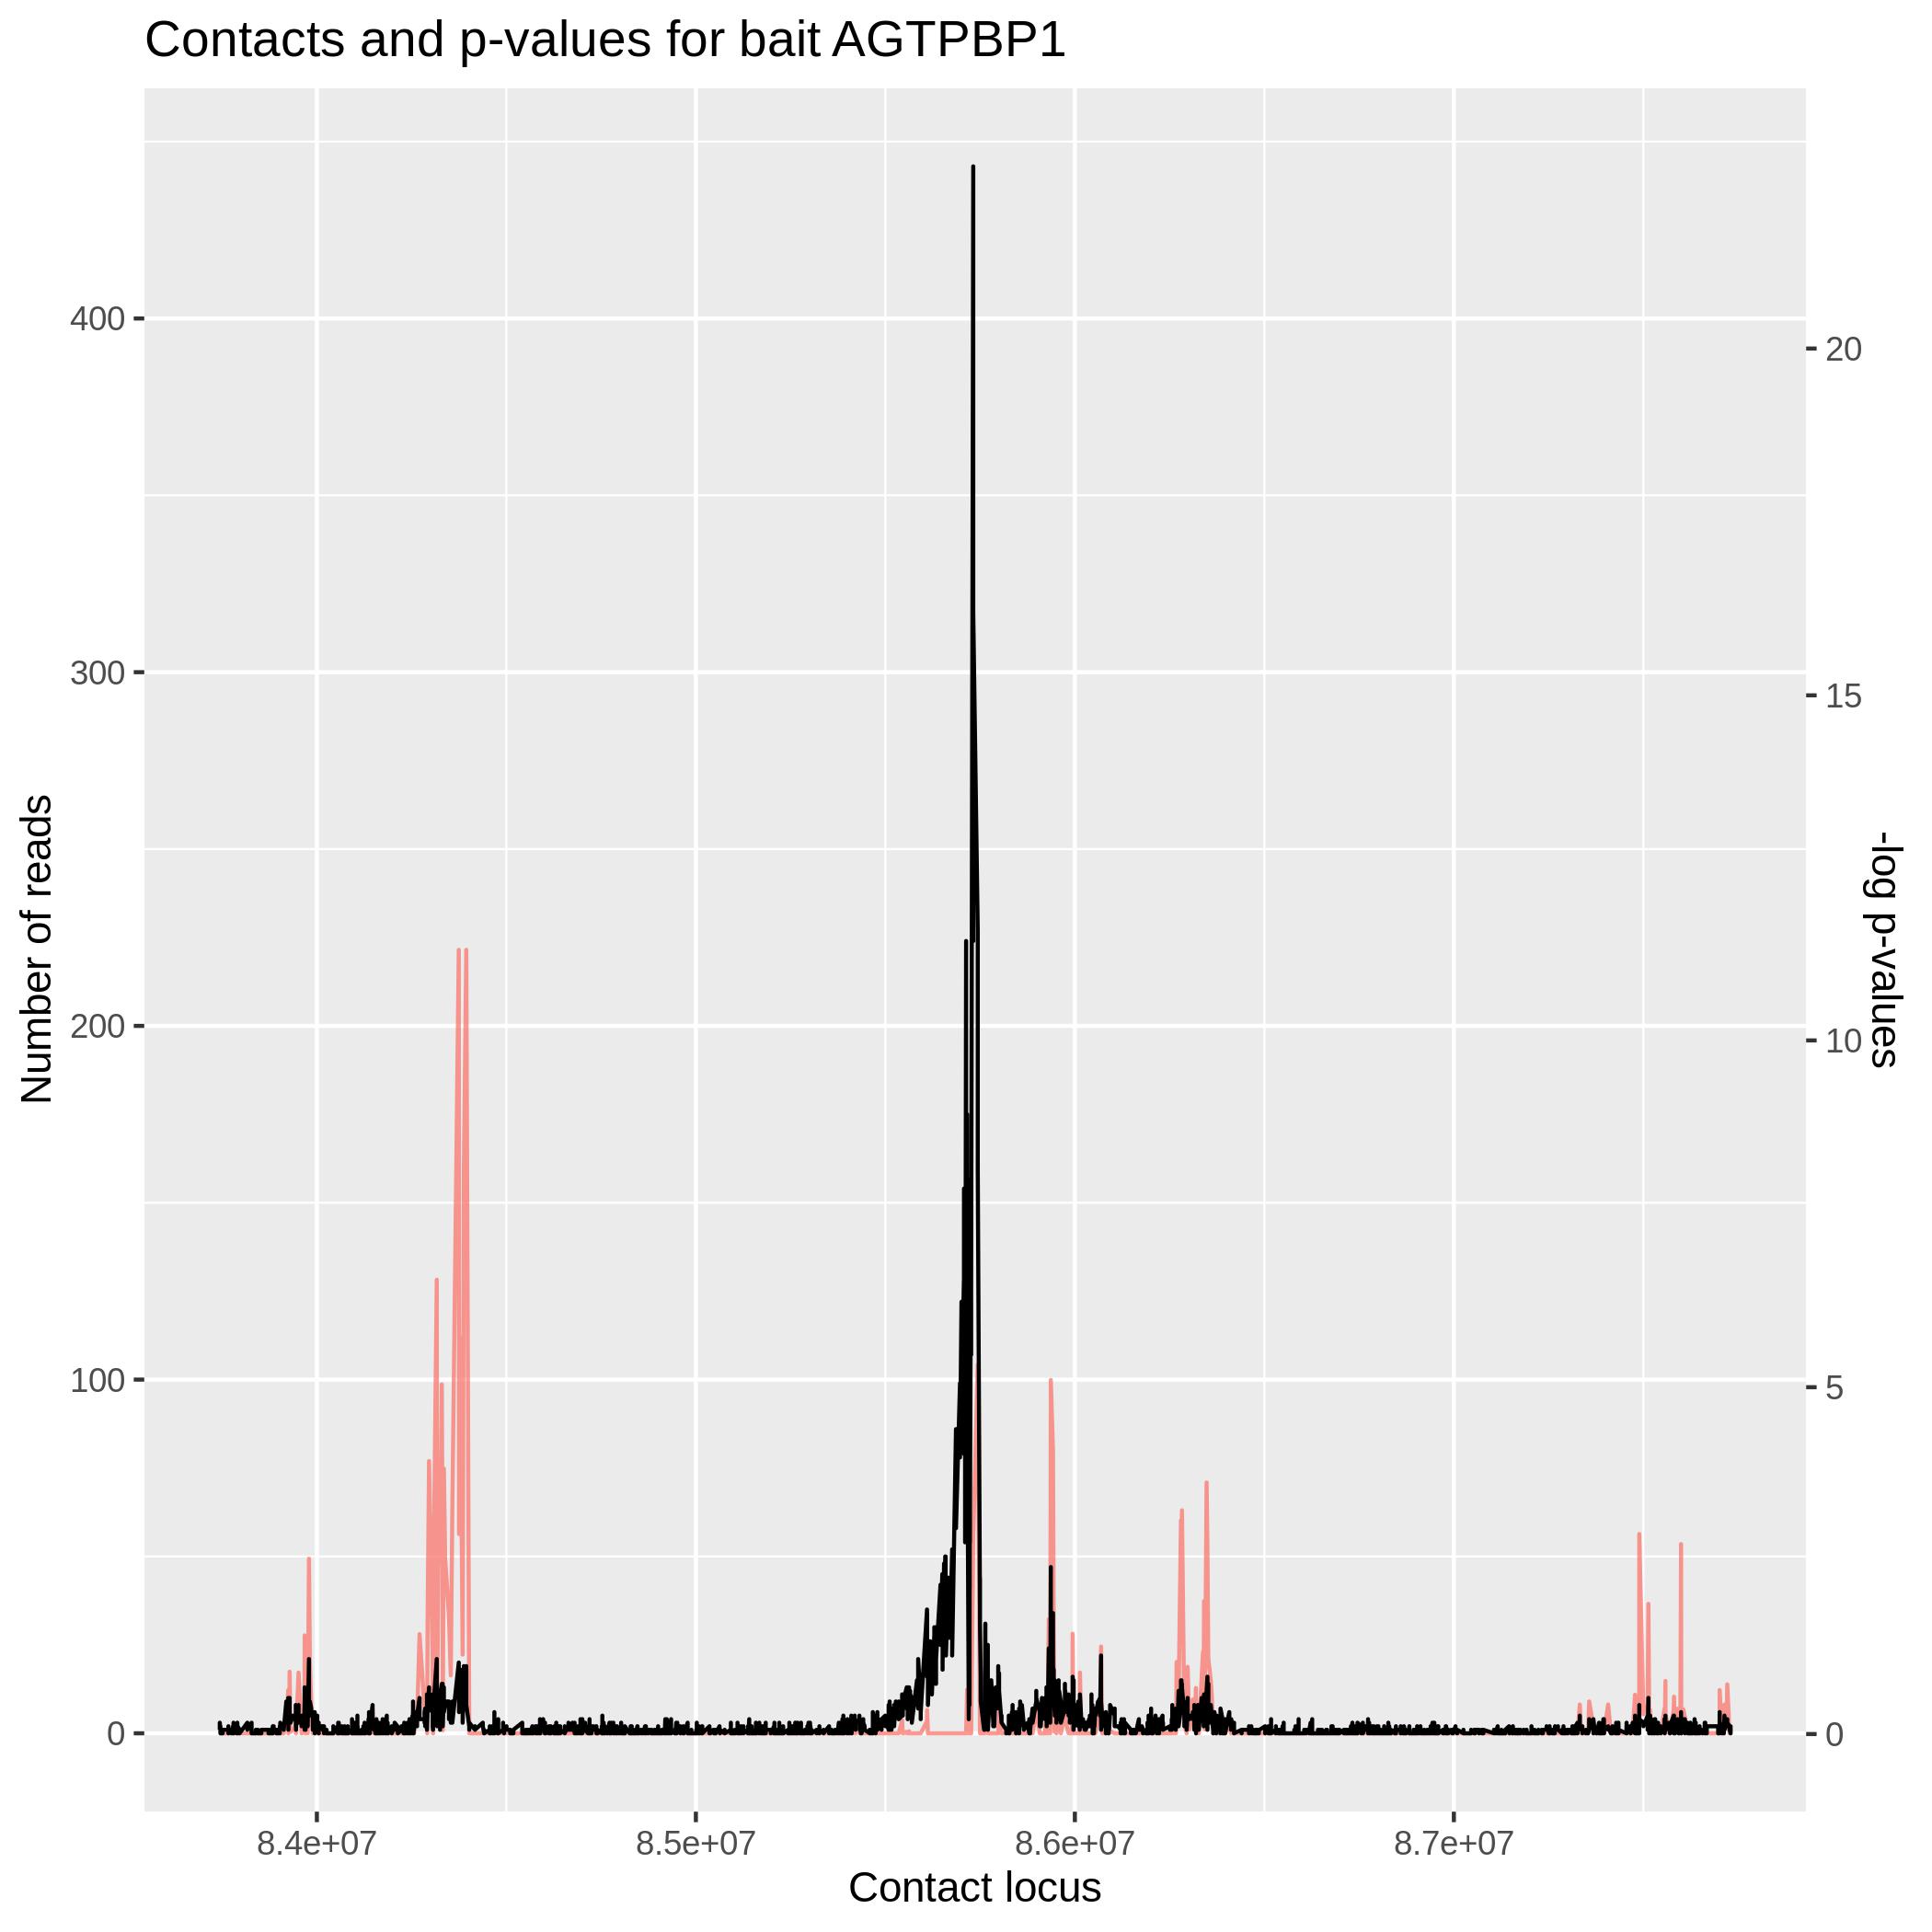 Contacts and p-values for bait AGTPBP1
Number of reads
400
300
200
100
0
20
15
10
5
0
-log p-values
8.4e+07 8.5e+07 8.6e+07 8.7e+07
Contact locus